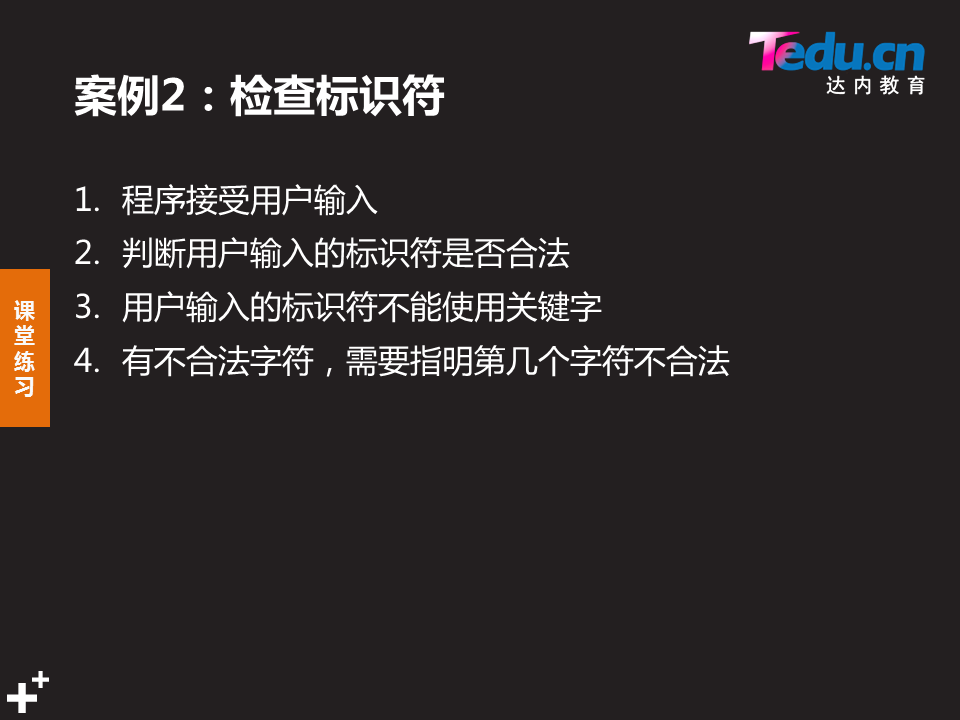 Tedu.cn
达内教育
案例2：检查标识符
1. 程序接受用户输入
2. 判断用户输入的标识符是否合法
3. 用户输入的标识符不能使用关键字
4. 有不合法字符，需要指明第几个字符不合法
课堂练习